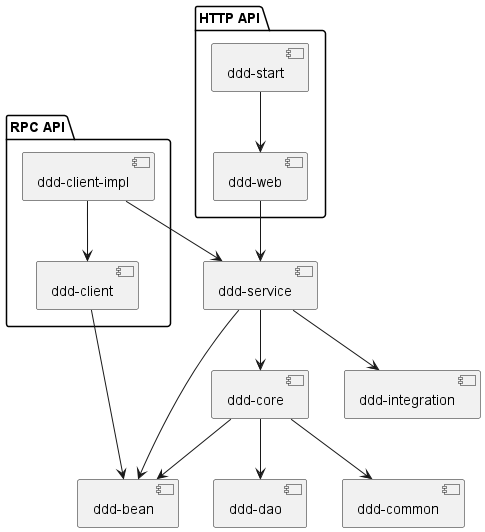 HTTP API
ddd-start
RPC API
ddd-client-impl
ddd-web
ddd-client
ddd-service
ddd-core
ddd-integration
ddd-bean
ddd-dao
ddd-common